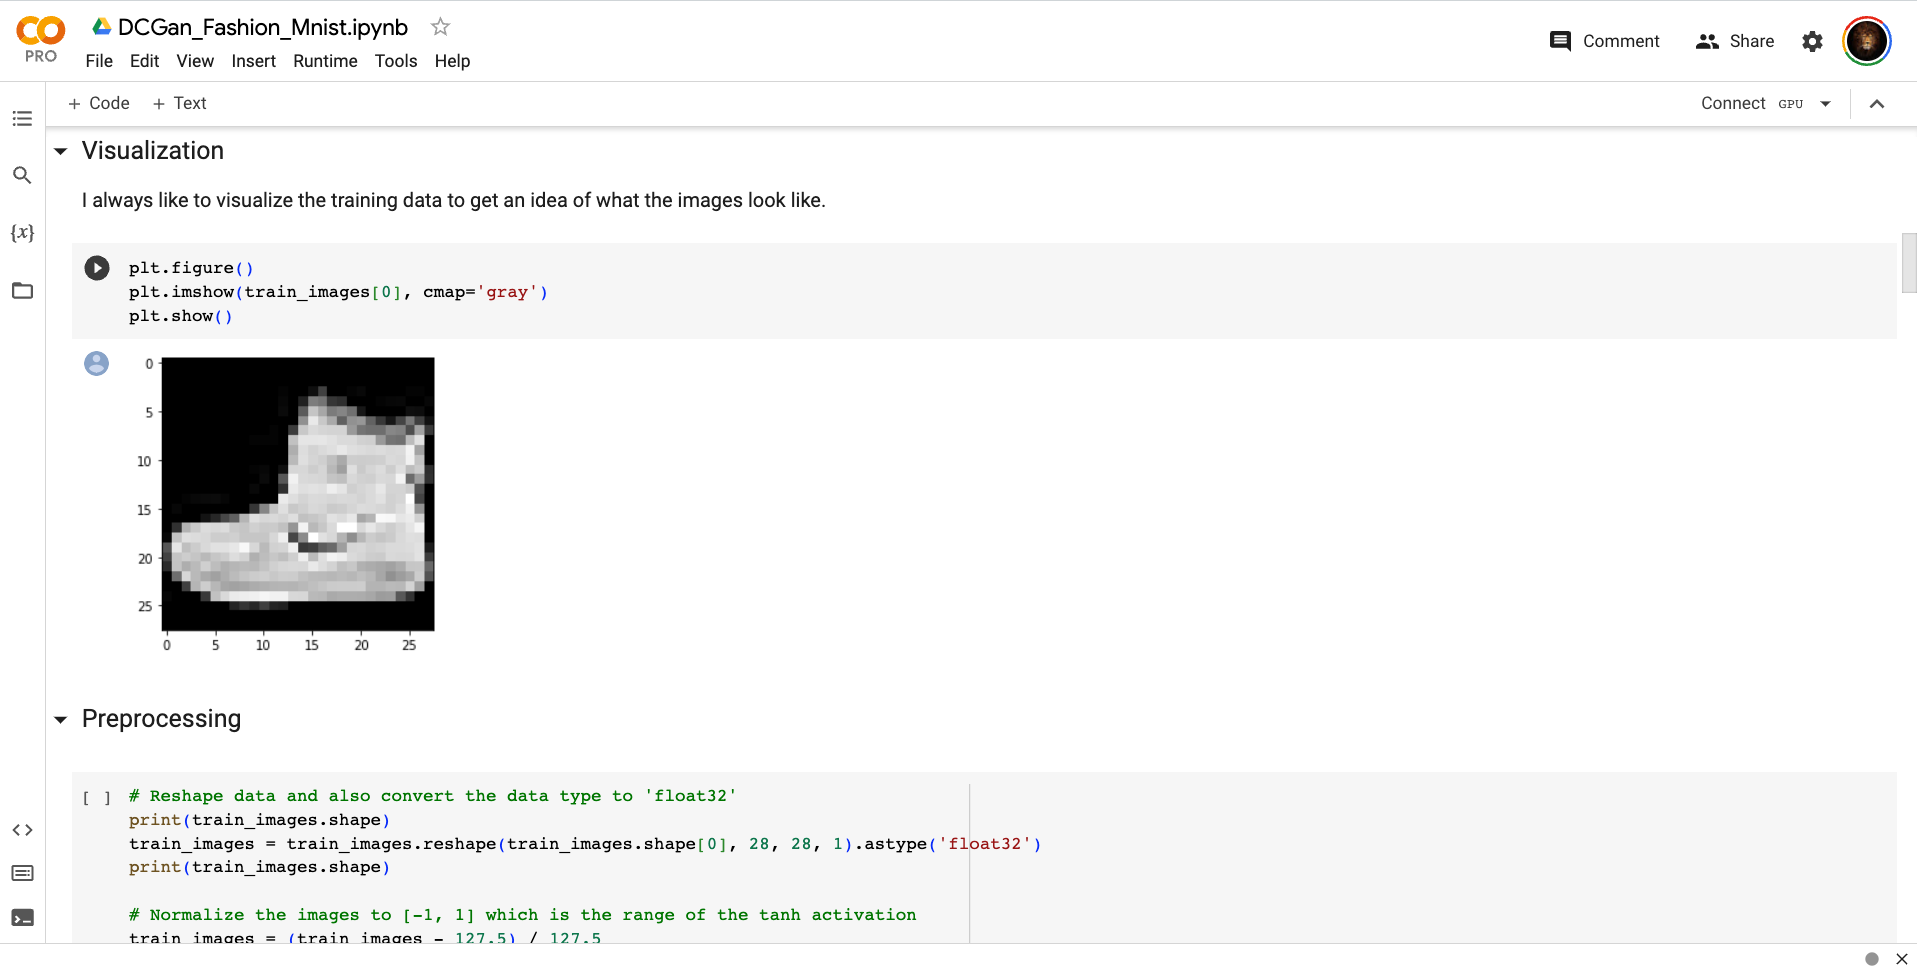 DCGan_Fashion_Mnist.ipynb
PRO
File Edit View Insert Runtime Tools Help
Comment
Share
+ Code + Text
Connect GPU
Visualization
I always like to visualize the training data to get an idea of what the images look like.
{x}
plt.figure()
plt.imshow(train_images[0], cmap='gray')
plt.show()
0
5
10
15
20
25
0 5 10 15 20 25
Preprocessing
[ ] # Reshape data and also convert the data type to 'float32'
print(train_images.shape)
train_images = train_images.reshape(train_images.shape[0], 28, 28, 1).astype('float32')
print(train_images.shape)
# Normalize the images to [-1, 1] which is the range of the tanh activation
train_images = (train_images - 127.5) / 127.5